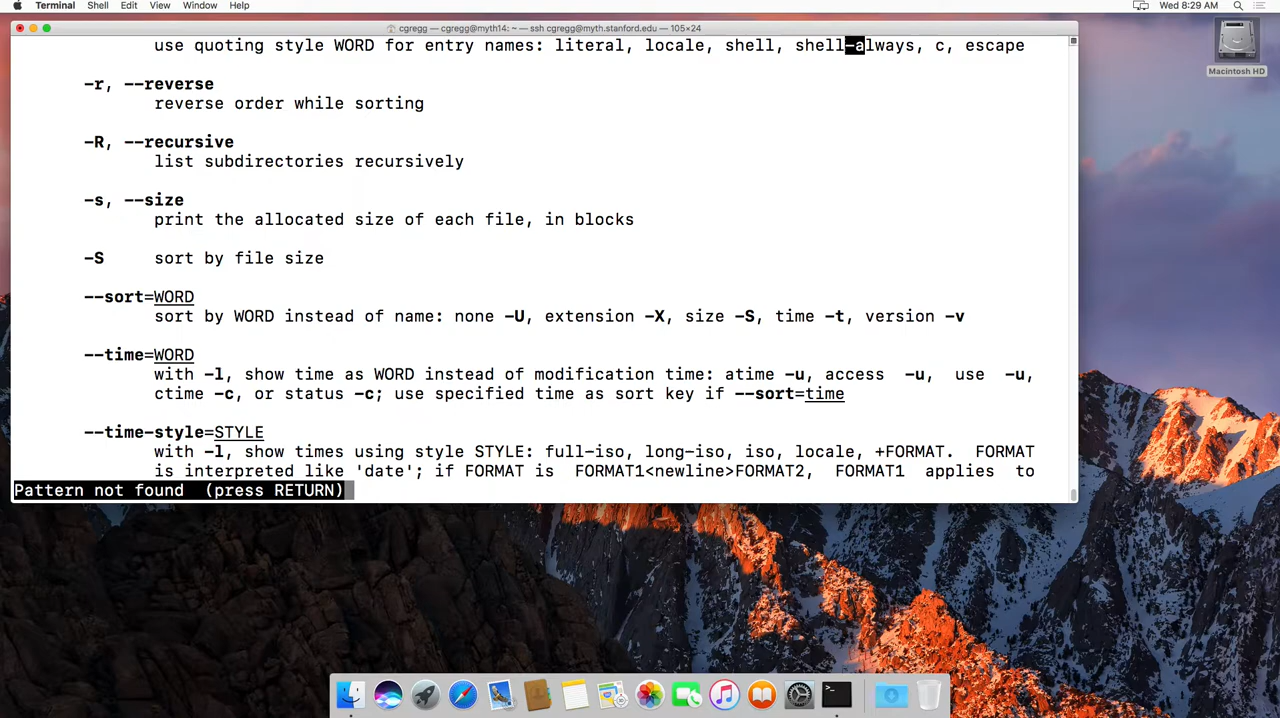 Terminal Shell Edit View Window Help
Wed 8:29 AM
cgregg — cgregg@myth14: ~ — ssh cgregg@myth.stanford.edu — 105×24
use quoting style WORD for entry names: literal, locale, shell, shell-always, c, escape
-r, --reverse
reverse order while sorting
-R, --recursive
list subdirectories recursively
-s, --size
print the allocated size of each file, in blocks
-S sort by file size
--sort=WORD
sort by WORD instead of name: none -U, extension -X, size -S, time -t, version -v
--time=WORD
with -l, show time as WORD instead of modification time: atime -u, access -u, use -u,
ctime -c, or status -c; use specified time as sort key if --sort=time
--time-style=STYLE
with -l, show times using style STYLE: full-iso, long-iso, iso, locale, +FORMAT. FORMAT
is interpreted like 'date'; if FORMAT is FORMAT1<newline>FORMAT2, FORMAT1 applies to
Pattern not found (press RETURN)
Macintosh HD